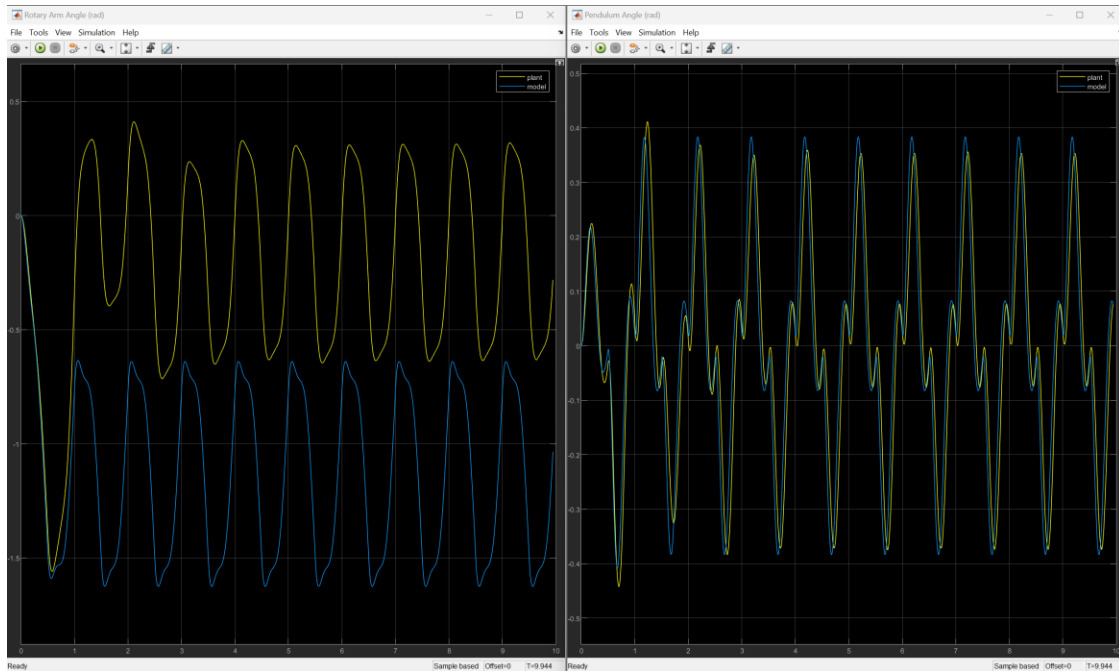 Rotary Arm Angle (rad)
File Tools View Simulation Help
plant
model
0.5
0
-0.5
-1
-1.5
0 1 2 3 4 5 6 7 8 9 10
Ready
Sample based Offset=0 T=9.944
Pendulum Angle (rad)
File Tools View Simulation Help
plant
model
0.5
0.4
0.3
0.2
0.1
0
-0.1
-0.2
-0.3
-0.4
-0.5
0 1 2 3 4 5 6 7 8 9 10
Ready
Sample based Offset=0 T=9.944